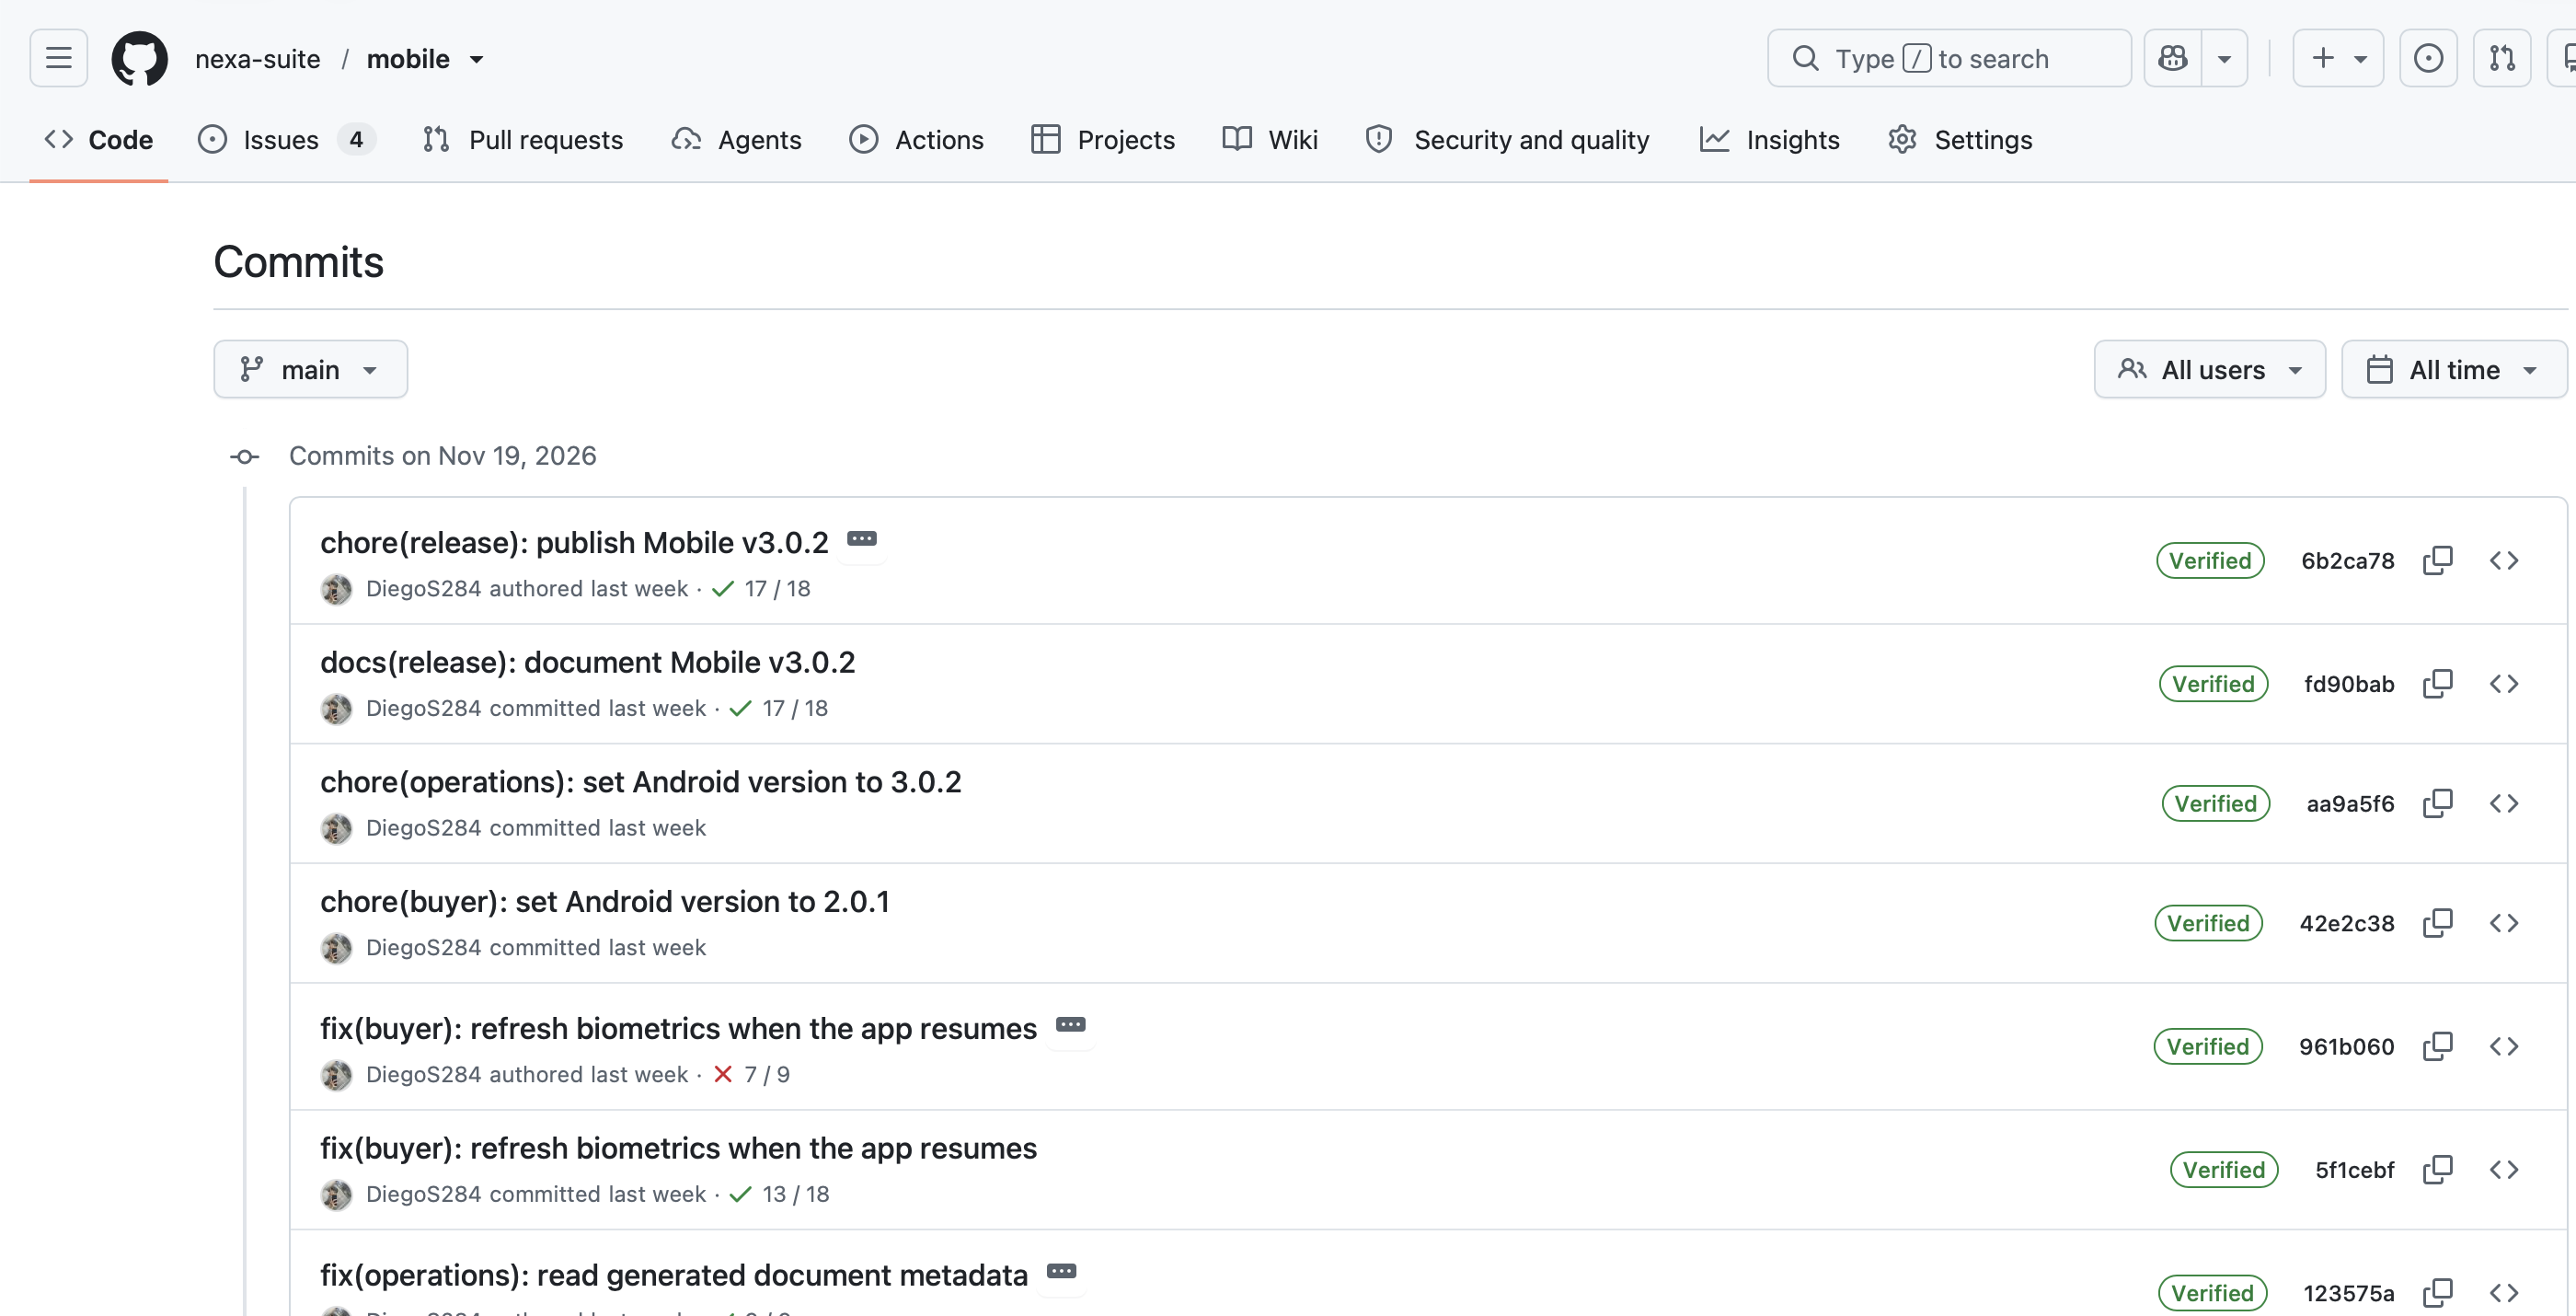 nexa-suite / mobile
Type / to search
Code Issues 4 Pull requests Agents Actions Projects Wiki Security and quality Insights Settings
Commits
main All users All time
Commits on Nov 19, 2026
chore(release): publish Mobile v3.0.2
DiegoS284 authored last week · 17 / 18
Verified 6b2ca78
docs(release): document Mobile v3.0.2
DiegoS284 committed last week · 17 / 18
Verified fd90bab
chore(operations): set Android version to 3.0.2
DiegoS284 committed last week
Verified aa9a5f6
chore(buyer): set Android version to 2.0.1
DiegoS284 committed last week
Verified 42e2c38
fix(buyer): refresh biometrics when the app resumes
DiegoS284 authored last week · 7 / 9
Verified 961b060
fix(buyer): refresh biometrics when the app resumes
DiegoS284 committed last week · 13 / 18
Verified 5f1cebf
fix(operations): read generated document metadata
Verified 123575a